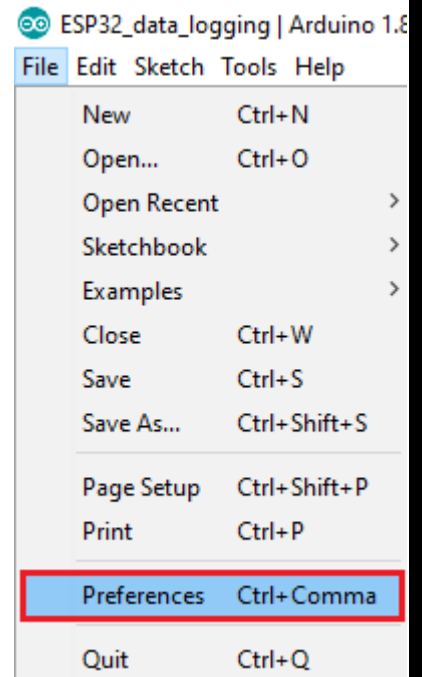 ESP32_data_logging | Arduino 1.8
File Edit Sketch Tools Help
New Ctrl+N
Open... Ctrl+O
Open Recent >
Sketchbook >
Examples >
Close Ctrl+W
Save Ctrl+S
Save As... Ctrl+Shift+S
Page Setup Ctrl+Shift+P
Print Ctrl+P
Preferences Ctrl+Comma
Quit Ctrl+Q